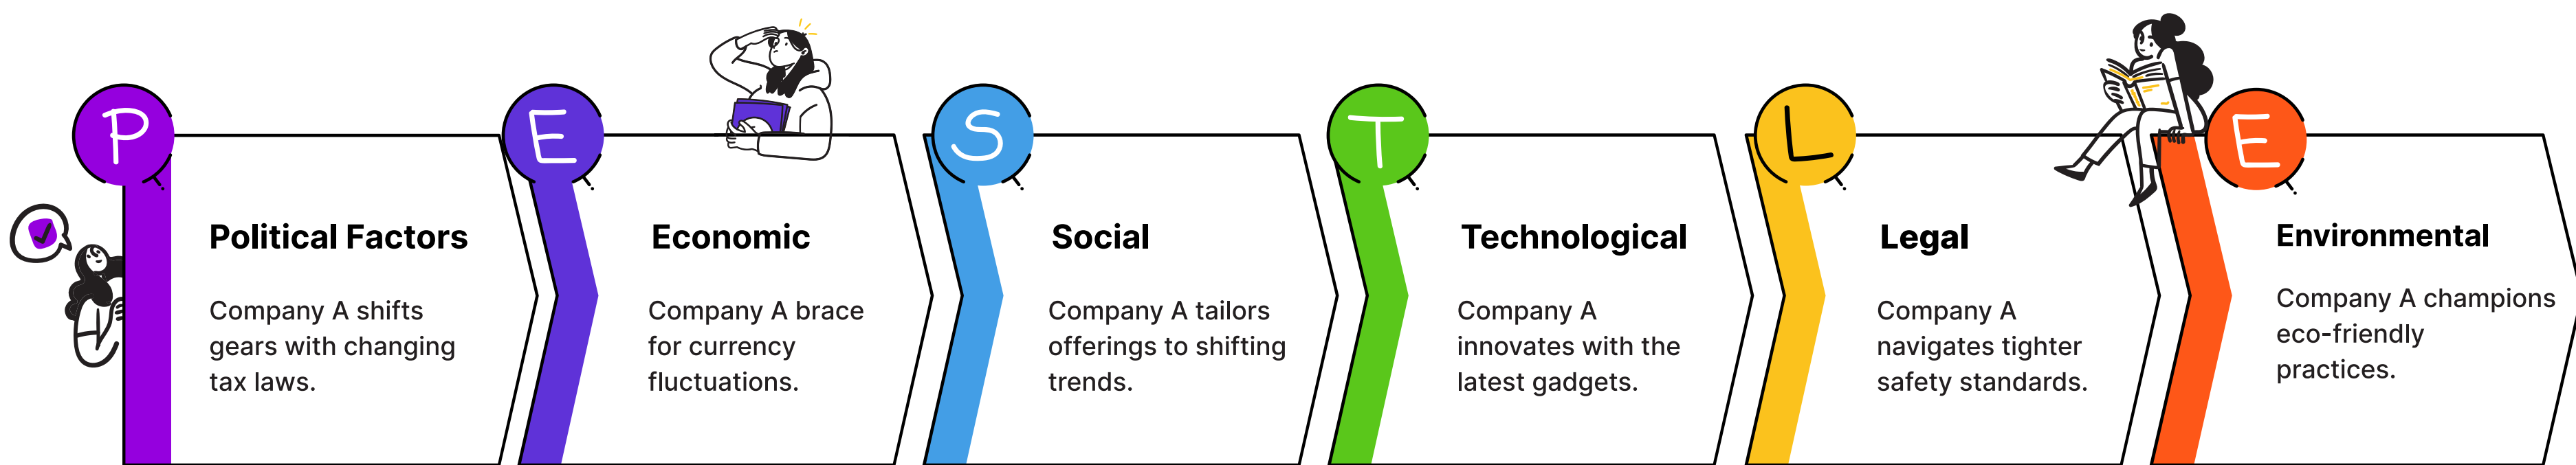 P
Political Factors
Company A shifts
gears with changing
tax laws.
E
Economic
Company A brace
for currency
fluctuations.
S
Social
Company A tailors
offerings to shifting
trends.
T
Technological
Company A
innovates with the
latest gadgets.
L
Legal
Company A
navigates tighter
safety standards.
E
Environmental
Company A champions
eco-friendly
practices.